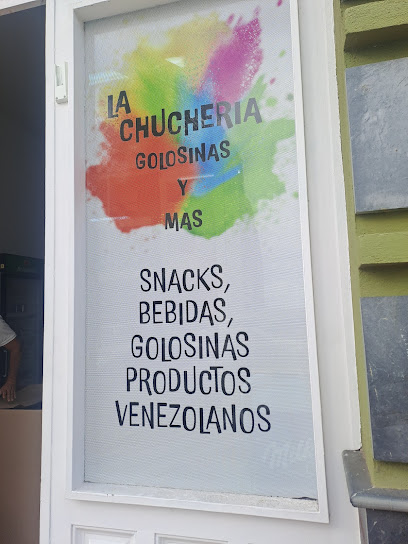 LA
CHUCHERIA
GOLOSINAS
Y
MAS
SNACKS,
BEBIDAS,
GOLOSINAS
PRODUCTOS
VENEZOLANOS